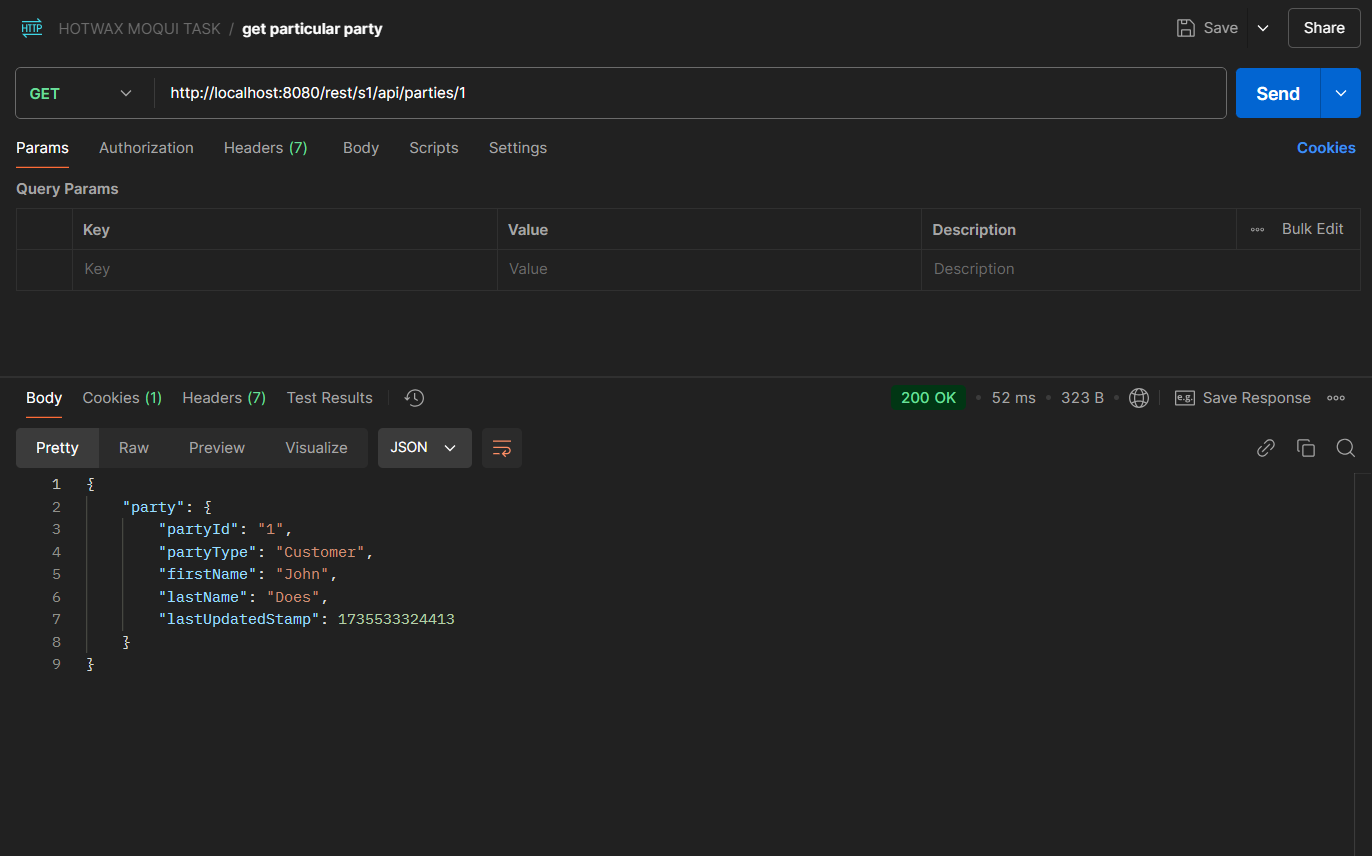 HTTP HOTWAX MOQUI TASK / get particular party Save Share
GET http://localhost:8080/rest/s1/api/parties/1 Send
Params Authorization Headers (7) Body Scripts Settings Cookies
Query Params
Key Value Description Bulk Edit
Key Value Description
Body Cookies (1) Headers (7) Test Results 200 OK 52 ms 323 B e.g. Save Response
Pretty Raw Preview Visualize JSON
1 {
2 "party": {
3 "partyId": "1",
4 "partyType": "Customer",
5 "firstName": "John",
6 "lastName": "Does",
7 "lastUpdatedStamp": 1735533324413
8 }
9 }